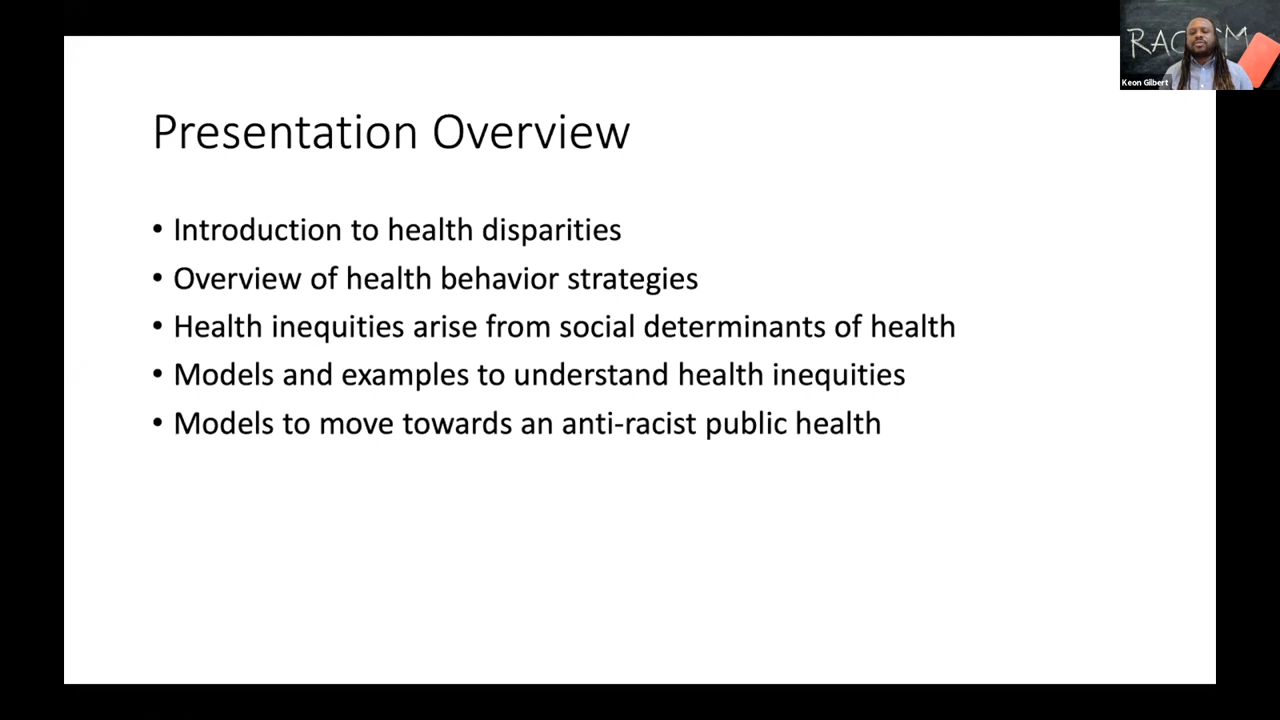 RAC
M
Keon Gilbert
Presentation Overview
• Introduction to health disparities
• Overview of health behavior strategies
• Health inequities arise from social determinants of health
• Models and examples to understand health inequities
• Models to move towards an anti-racist public health